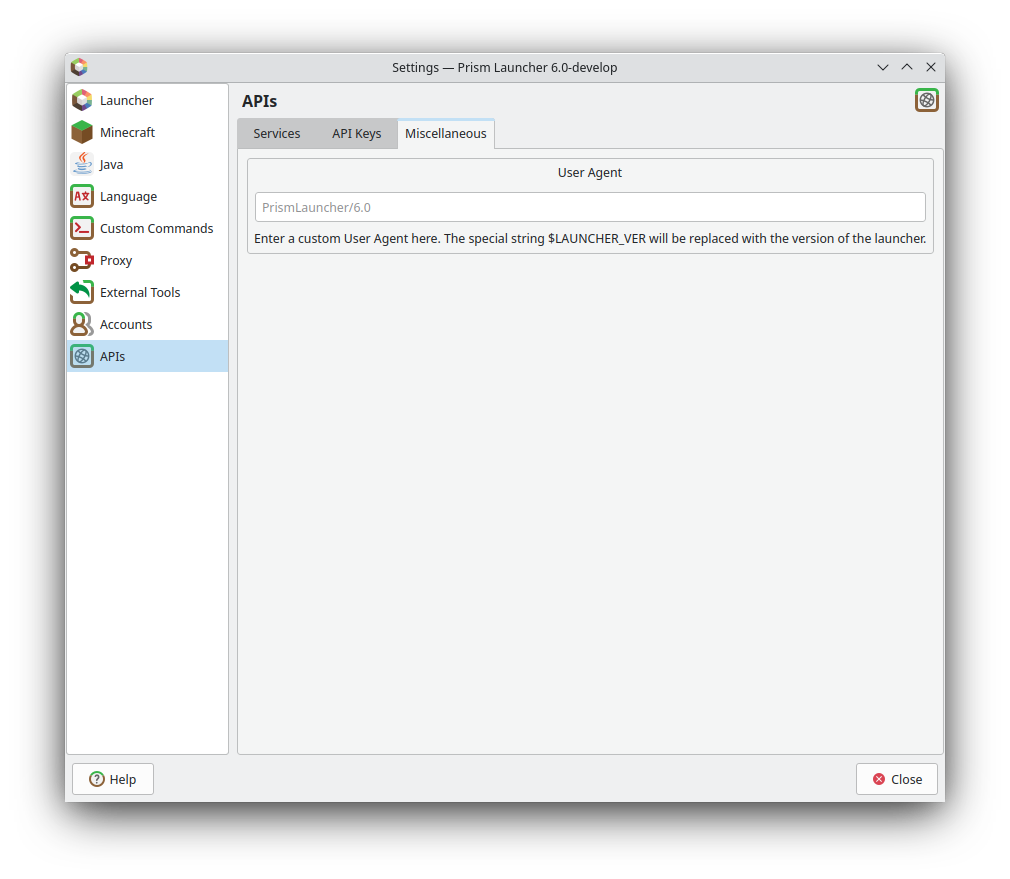 Settings — Prism Launcher 6.0-develop
Launcher
Minecraft
Java
Language
Custom Commands
Proxy
External Tools
Accounts
APIs
APIs
Services
API Keys
Miscellaneous
User Agent
PrismLauncher/6.0
Enter a custom User Agent here. The special string $LAUNCHER_VER will be replaced with the version of the launcher.
Help
Close